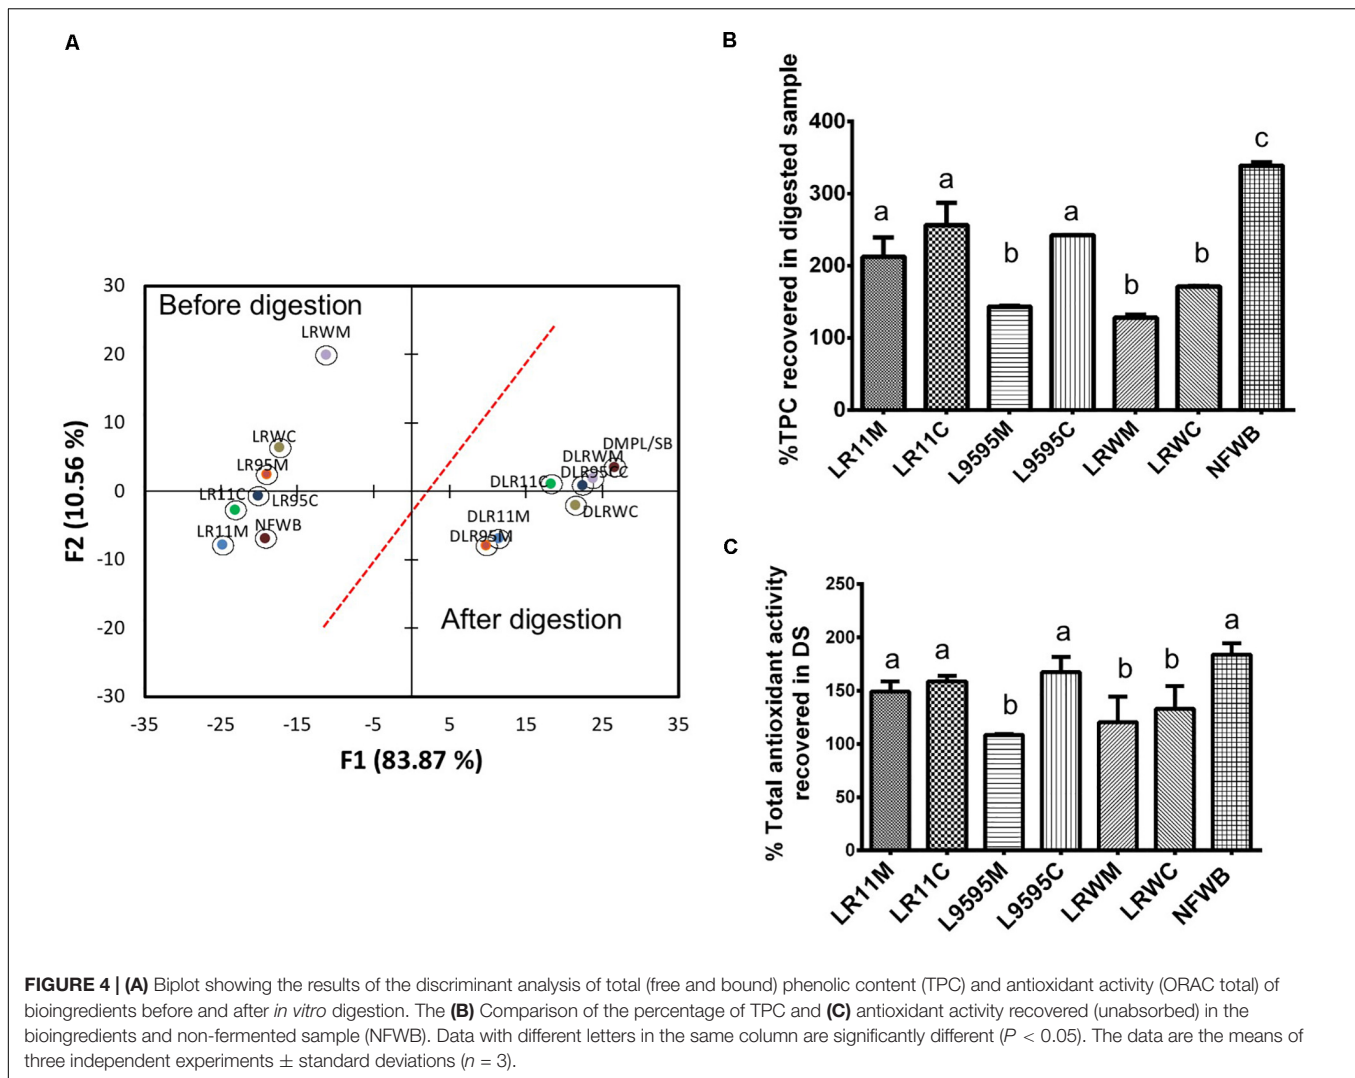 A
Before digestion
After digestion
30
20
10
0
-10
-20
-30
-35
-25
-15
-5
5
15
25
35
F1 (83.87 %)
F2 (10.56 %)
LRWM
LRWC
LR95M
LR11C
LR95C
LR11M
NFWB
DMPL/SB
DLRWM
DLR95CC
DLR11C
DLRWC
DLR11M
DLR95M
B
%TPC recovered in digested sample
400
300
200
100
0
a
a
b
a
b
b
c
LR11M
LR11C
L9595M
L9595C
LRWM
LRWC
NFWB
C
% Total antioxidant activity
recovered in DS
250
200
150
100
50
0
a
a
b
a
b
b
a
LR11M
LR11C
L9595M
L9595C
LRWM
LRWC
NFWB
FIGURE 4 | (A) Biplot showing the results of the discriminant analysis of total (free and bound) phenolic content (TPC) and antioxidant activity (ORAC total) of
bioingredients before and after in vitro digestion. The (B) Comparison of the percentage of TPC and (C) antioxidant activity recovered (unabsorbed) in the
bioingredients and non-fermented sample (NFWB). Data with different letters in the same column are significantly different (P < 0.05). The data are the means of
three independent experiments ± standard deviations (n = 3).